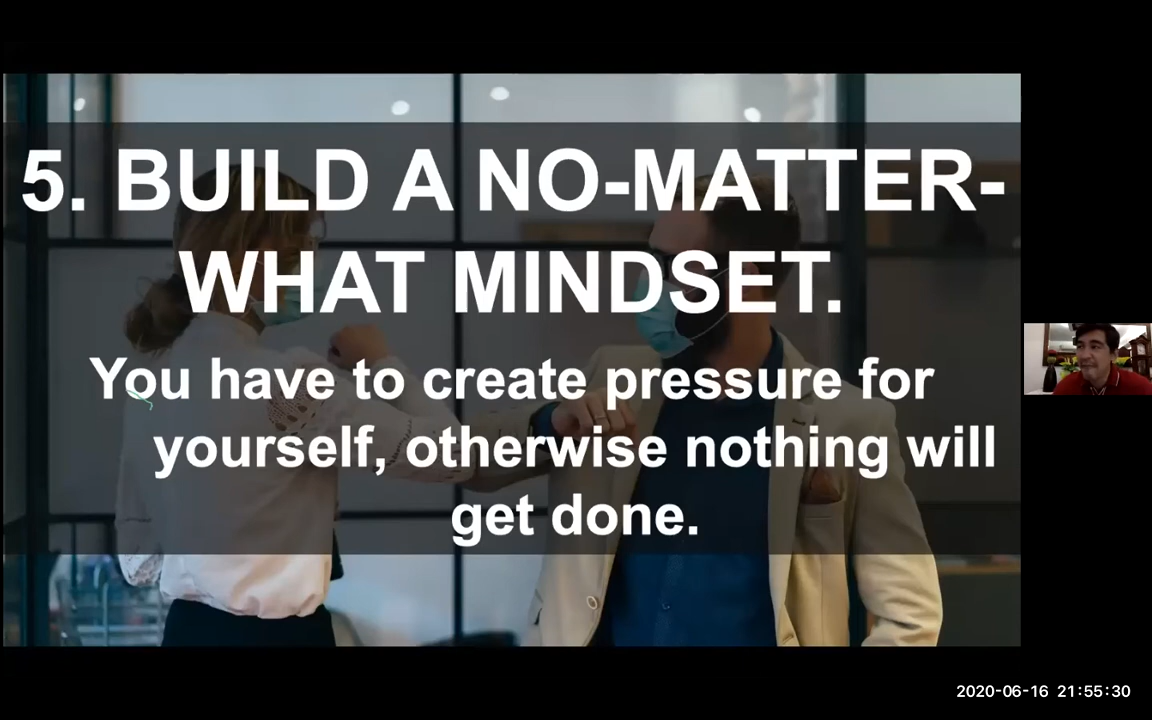 5. BUILD A NO-MATTER-
WHAT MINDSET.
You have to create pressure for
yourself, otherwise nothing will
get done.
2020-06-16 21:55:30